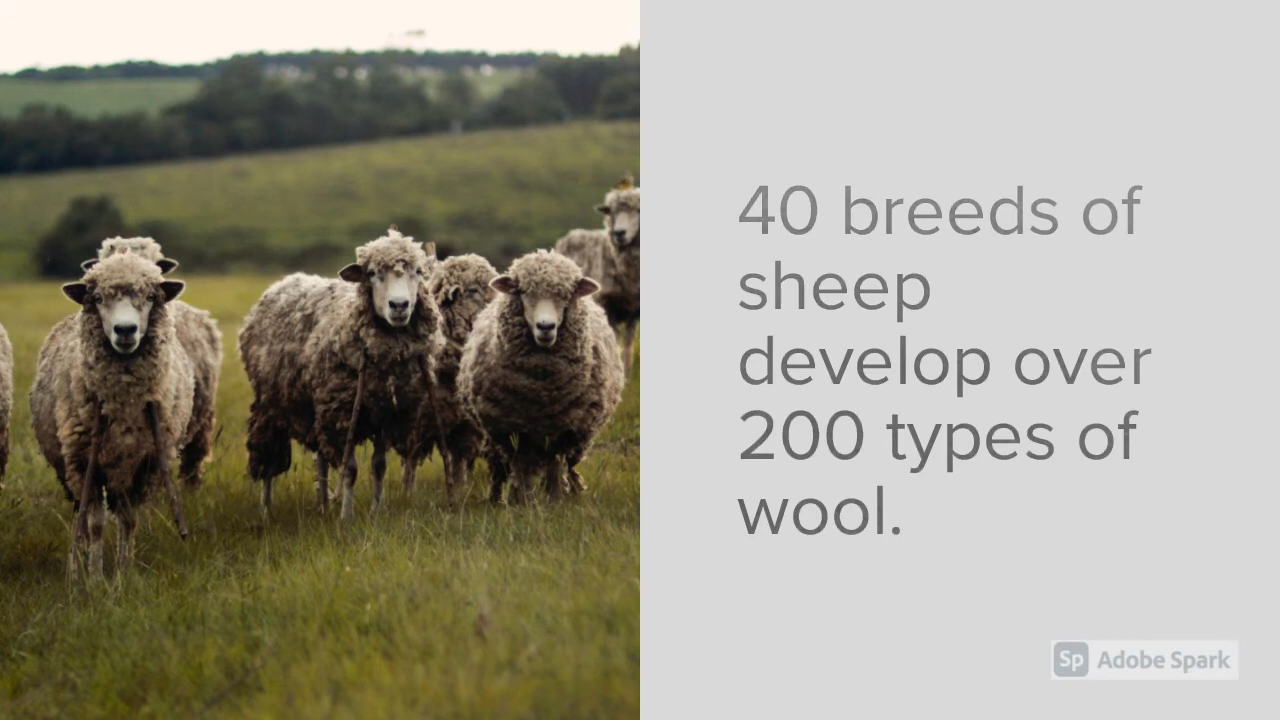 40 breeds of
sheep
develop over
200 types of
wool.
Sp Adobe Spark